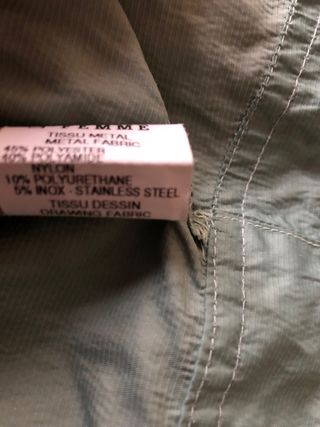 FEMME
TISSU METAL
METAL FABRIC
45% POLYESTER
40% POLYAMIDE
NYLON
10% POLYURETHANE
5% INOX - STAINLESS STEEL
TISSU DESSIN
DRAWING FABRIC